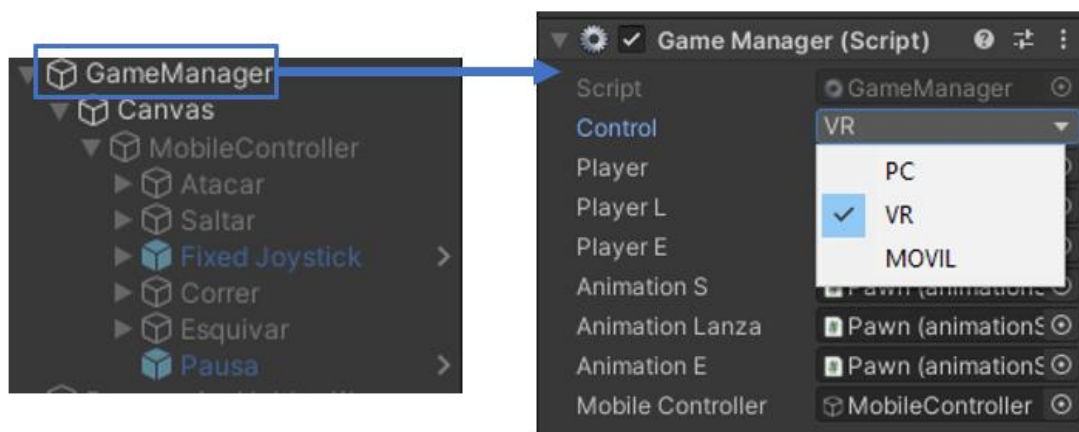 GameManager
Canvas
MobileController
Atacar
Saltar
Fixed Joystick
Correr
Esquivar
Pausa
Game Manager (Script)
Script GameManager
Control VR
PC
VR
MOVIL
Player
Player L
Player E
Animation S
Animation Lanza Pawn (animationS
Animation E Pawn (animationS
Mobile Controller MobileController